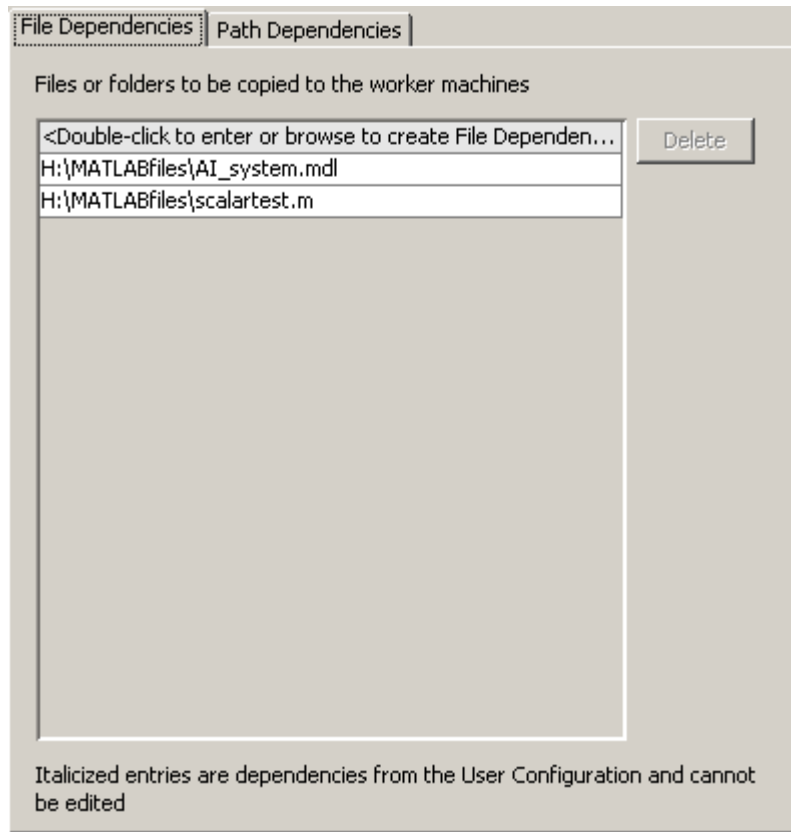 File Dependencies Path Dependencies
Files or folders to be copied to the worker machines
<Double-click to enter or browse to create File Dependen... Delete
H:\MATLABfiles\AI_system.mdl
H:\MATLABfiles\scalartest.m
Italicized entries are dependencies from the User Configuration and cannot
be edited